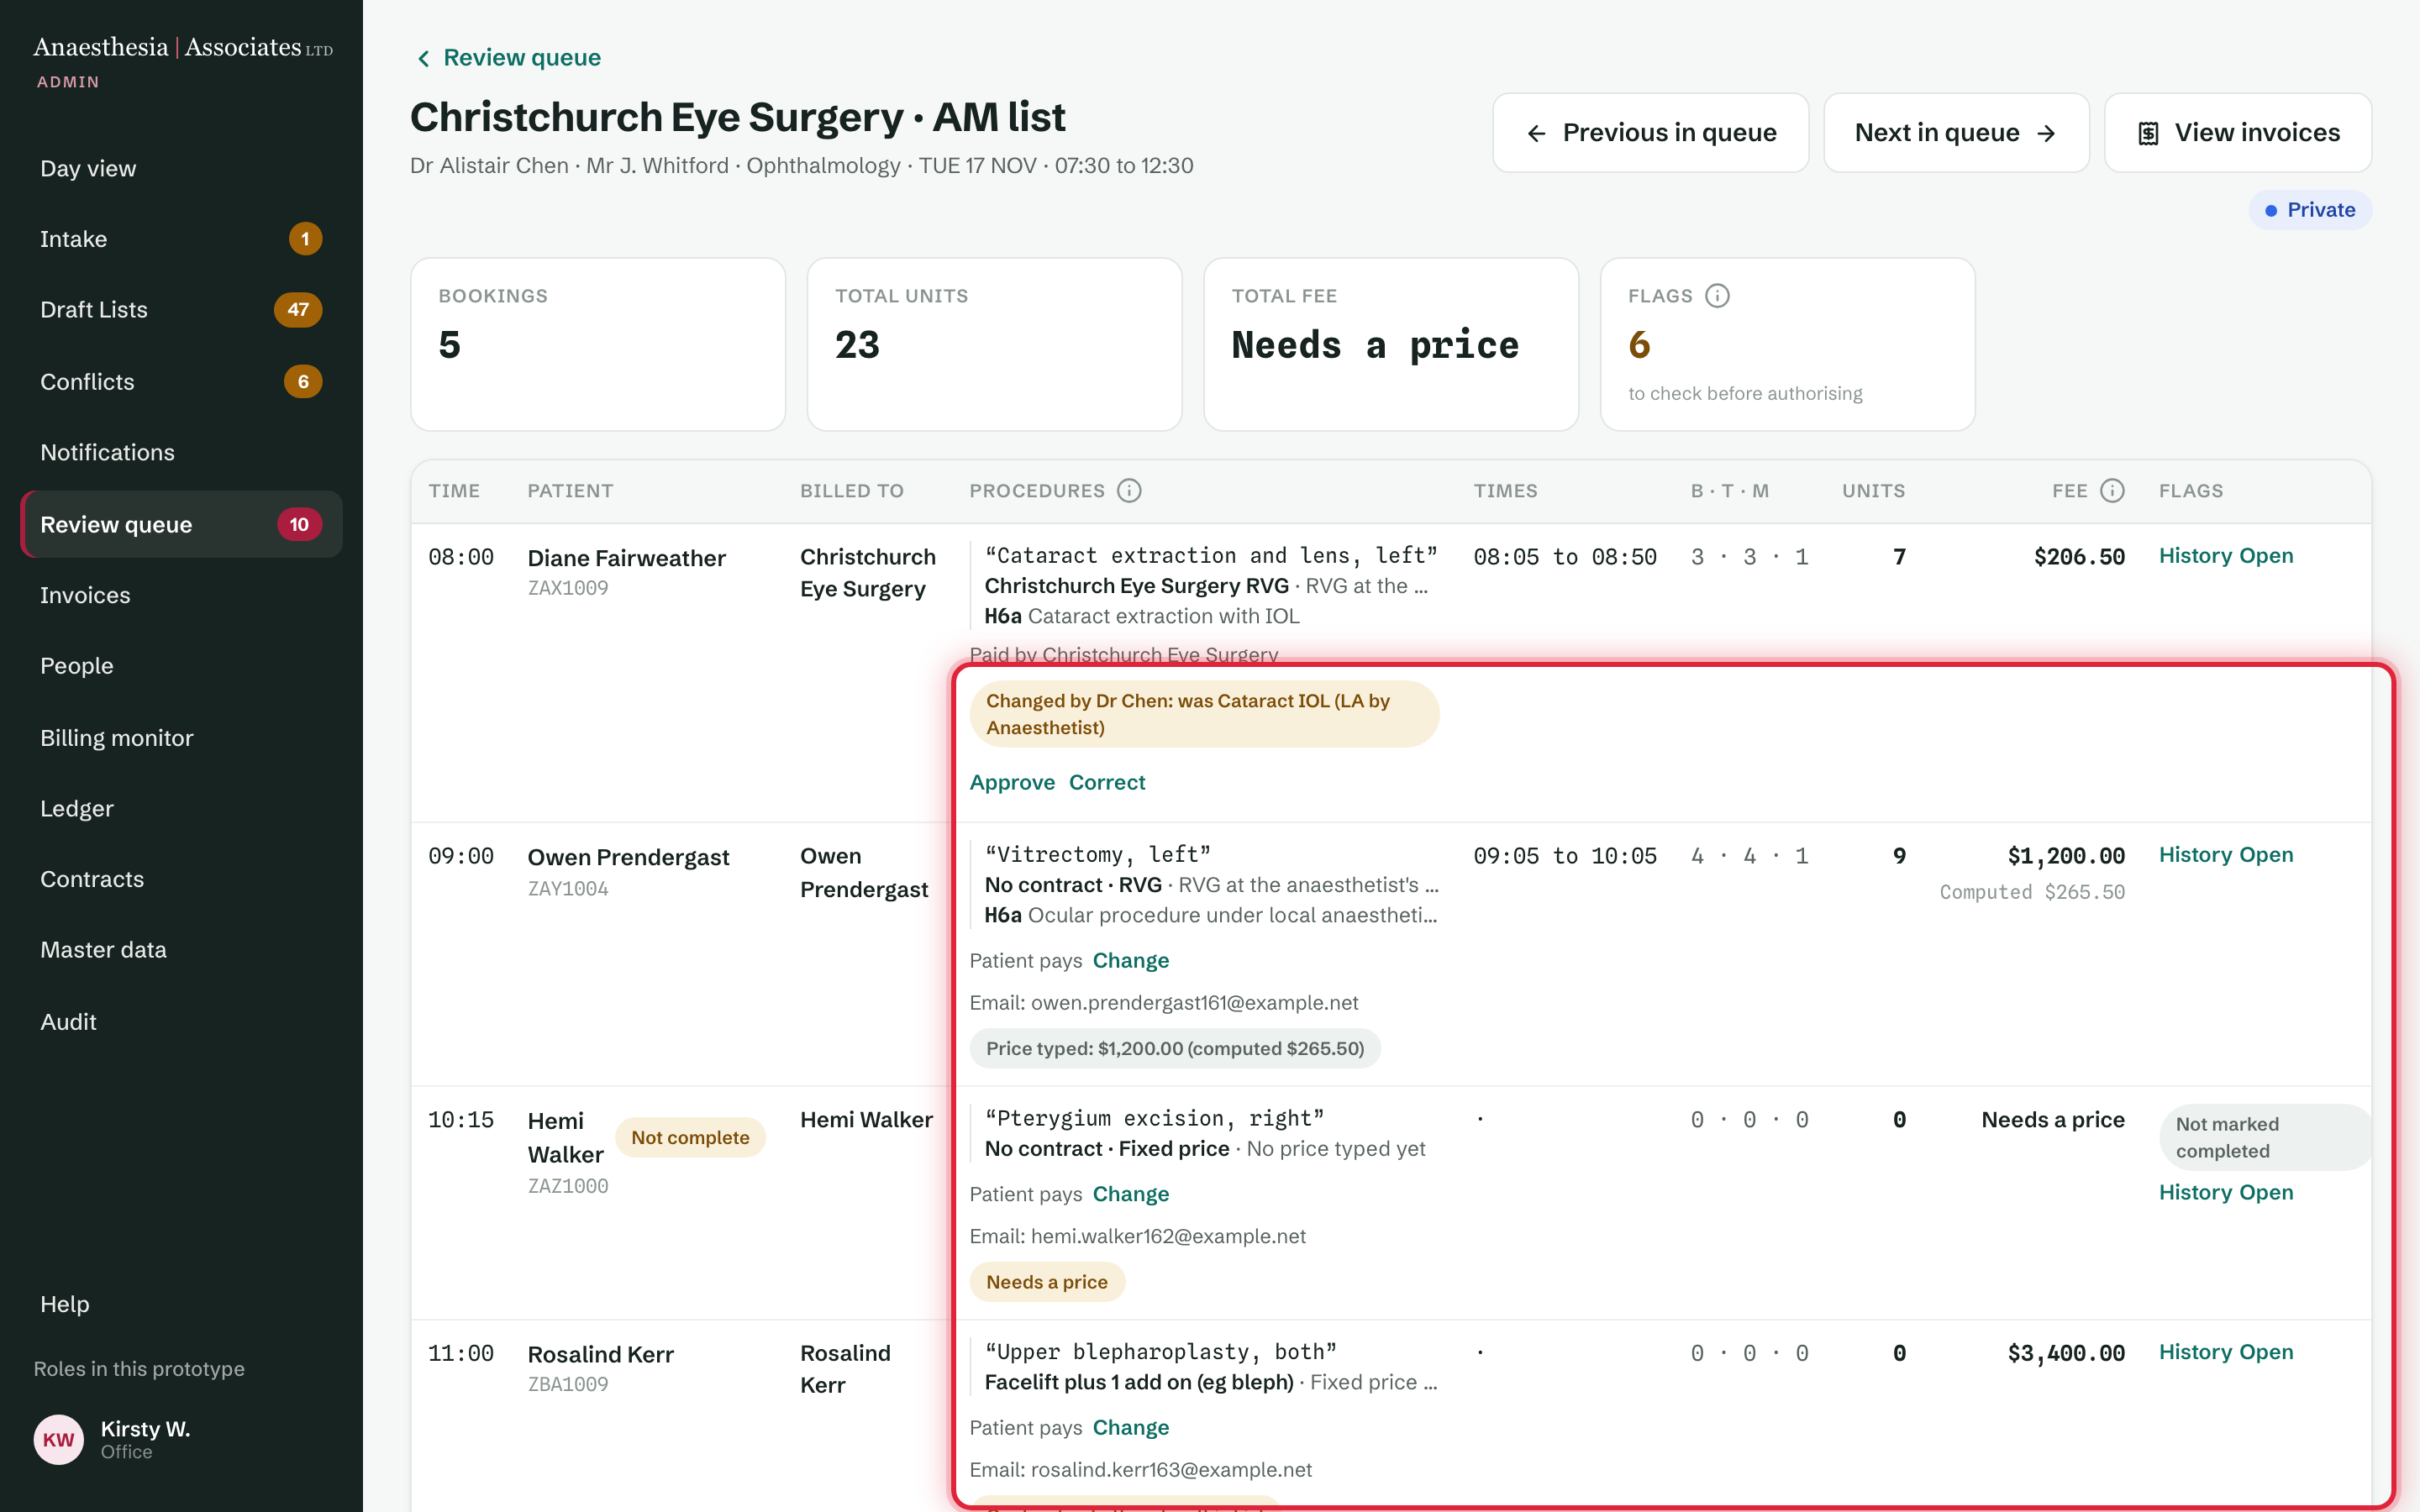 Anaesthesia | Associates LTD
ADMIN
Day view
Intake 1
Draft Lists 47
Conflicts 6
Notifications
Review queue 10
Invoices
People
Billing monitor
Ledger
Contracts
Master data
Audit
Help
Roles in this prototype
KW Kirsty W.
Office
Review queue
Christchurch Eye Surgery · AM list
Dr Alistair Chen · Mr J. Whitford · Ophthalmology · TUE 17 NOV · 07:30 to 12:30
Previous in queue
Next in queue
View invoices
Private
BOOKINGS
5
TOTAL UNITS
23
TOTAL FEE
Needs a price
FLAGS
6
to check before authorising
TIME PATIENT BILLED TO PROCEDURES TIMES B · T · M UNITS FEE FLAGS
08:00
Diane Fairweather
ZAX1009
Christchurch
Eye Surgery
“Cataract extraction and lens, left”
Christchurch Eye Surgery RVG · RVG at the ...
H6a Cataract extraction with IOL
Paid by Christchurch Eye Surgery
Changed by Dr Chen: was Cataract IOL (LA by
Anaesthetist)
Approve Correct
08:05 to 08:50
3 · 3 · 1
7
$206.50
History Open
09:00
Owen Prendergast
ZAY1004
Owen
Prendergast
“Vitrectomy, left”
No contract · RVG · RVG at the anaesthetist's ...
H6a Ocular procedure under local anaestheti...
Patient pays Change
Email: owen.prendergast161@example.net
Price typed: $1,200.00 (computed $265.50)
09:05 to 10:05
4 · 4 · 1
9
$1,200.00
Computed $265.50
History Open
10:15
Hemi
Walker
ZAZ1000
Not complete
Hemi Walker
“Pterygium excision, right”
No contract · Fixed price · No price typed yet
Patient pays Change
Email: hemi.walker162@example.net
Needs a price
·
0 · 0 · 0
0
Needs a price
Not marked
completed
History Open
11:00
Rosalind Kerr
ZBA1009
Rosalind
Kerr
“Upper blepharoplasty, both”
Facelift plus 1 add on (eg bleph) · Fixed price ...
Patient pays Change
Email: rosalind.kerr163@example.net
·
0 · 0 · 0
0
$3,400.00
History Open